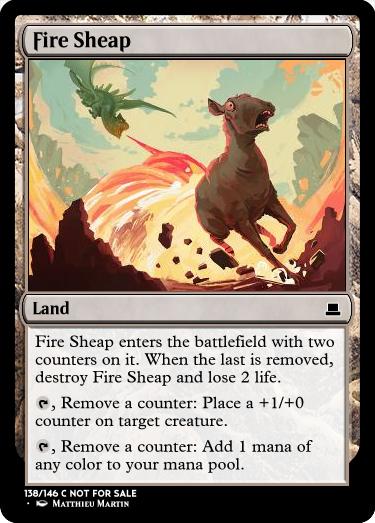 Fire Sheap
Land
Fire Sheap enters the battlefield with two
counters on it. When the last is removed,
destroy Fire Sheap and lose 2 life.
, Remove a counter: Place a +1/+0
counter on target creature.
, Remove a counter: Add 1 mana of
any color to your mana pool.
138/146 C NOT FOR SALE
· Matthieu Martin